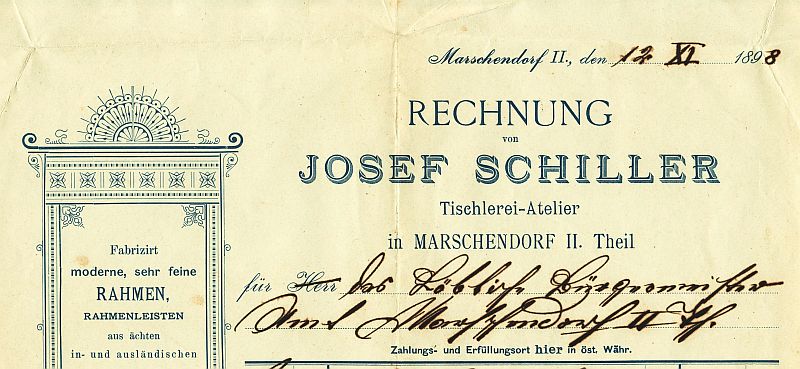 Marschendorf II., den 12 XI 1898
RECHNUNG
von
JOSEF SCHILLER
Tischlerei-Atelier
in MARSCHENDORF II. Theil
für Herr das Löbliche Bürgermeister
Amt Marschendorf II Th.
Zahlungs- und Erfüllungsort hier in öst. Währ.
Fabrizirt
moderne, sehr feine
RAHMEN,
RAHMENLEISTEN
aus ächten
in- und ausländischen